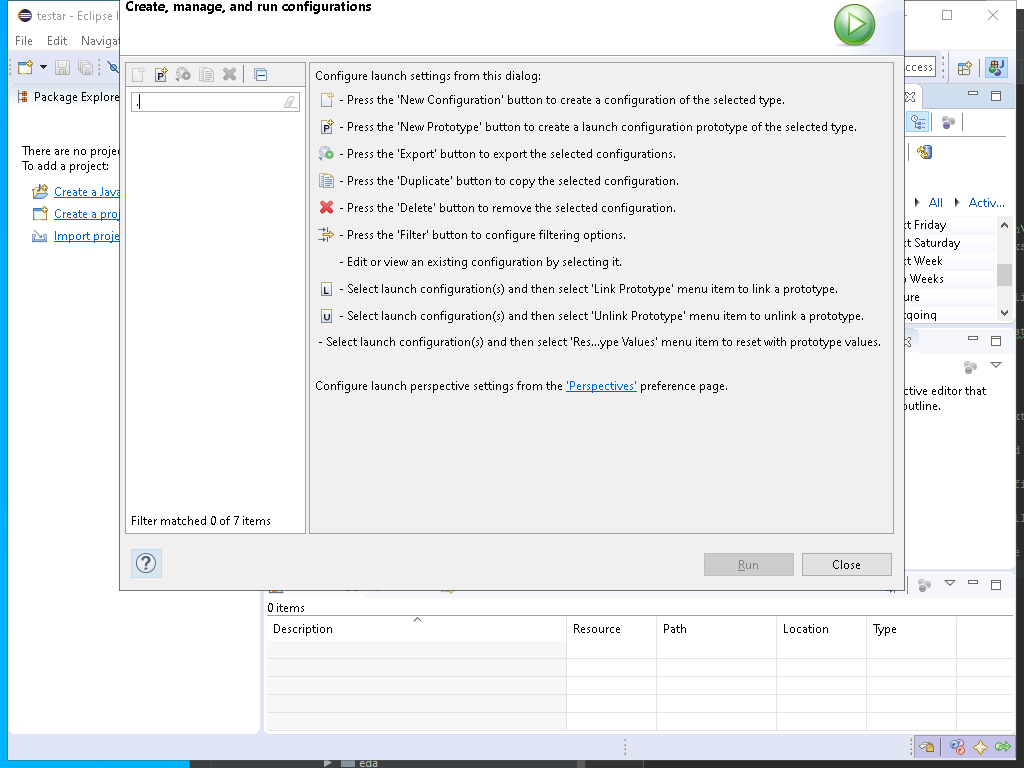 Create, manage, and run configurations
testar - Eclipse I
File Edit Naviga
ccess
Package Explore
There are no projec
To add a project:
Create a Java
Create a proj
Import proje
.
Filter matched 0 of 7 items
Configure launch settings from this dialog:
- Press the 'New Configuration' button to create a configuration of the selected type.
P - Press the 'New Prototype' button to create a launch configuration prototype of the selected type.
- Press the 'Export' button to export the selected configurations.
- Press the 'Duplicate' button to copy the selected configuration.
- Press the 'Delete' button to remove the selected configuration.
- Press the 'Filter' button to configure filtering options.
- Edit or view an existing configuration by selecting it.
L - Select launch configuration(s) and then select 'Link Prototype' menu item to link a prototype.
U - Select launch configuration(s) and then select 'Unlink Prototype' menu item to unlink a prototype.
- Select launch configuration(s) and then select 'Res...ype Values' menu item to reset with prototype values.
Configure launch perspective settings from the 'Perspectives' preference page.
? Run Close
All Activ...
xt Friday
xt Saturday
xt Week
o Weeks
ure
tgoing
ctive editor that
outline.
0 items
Description Resource Path Location Type
eda